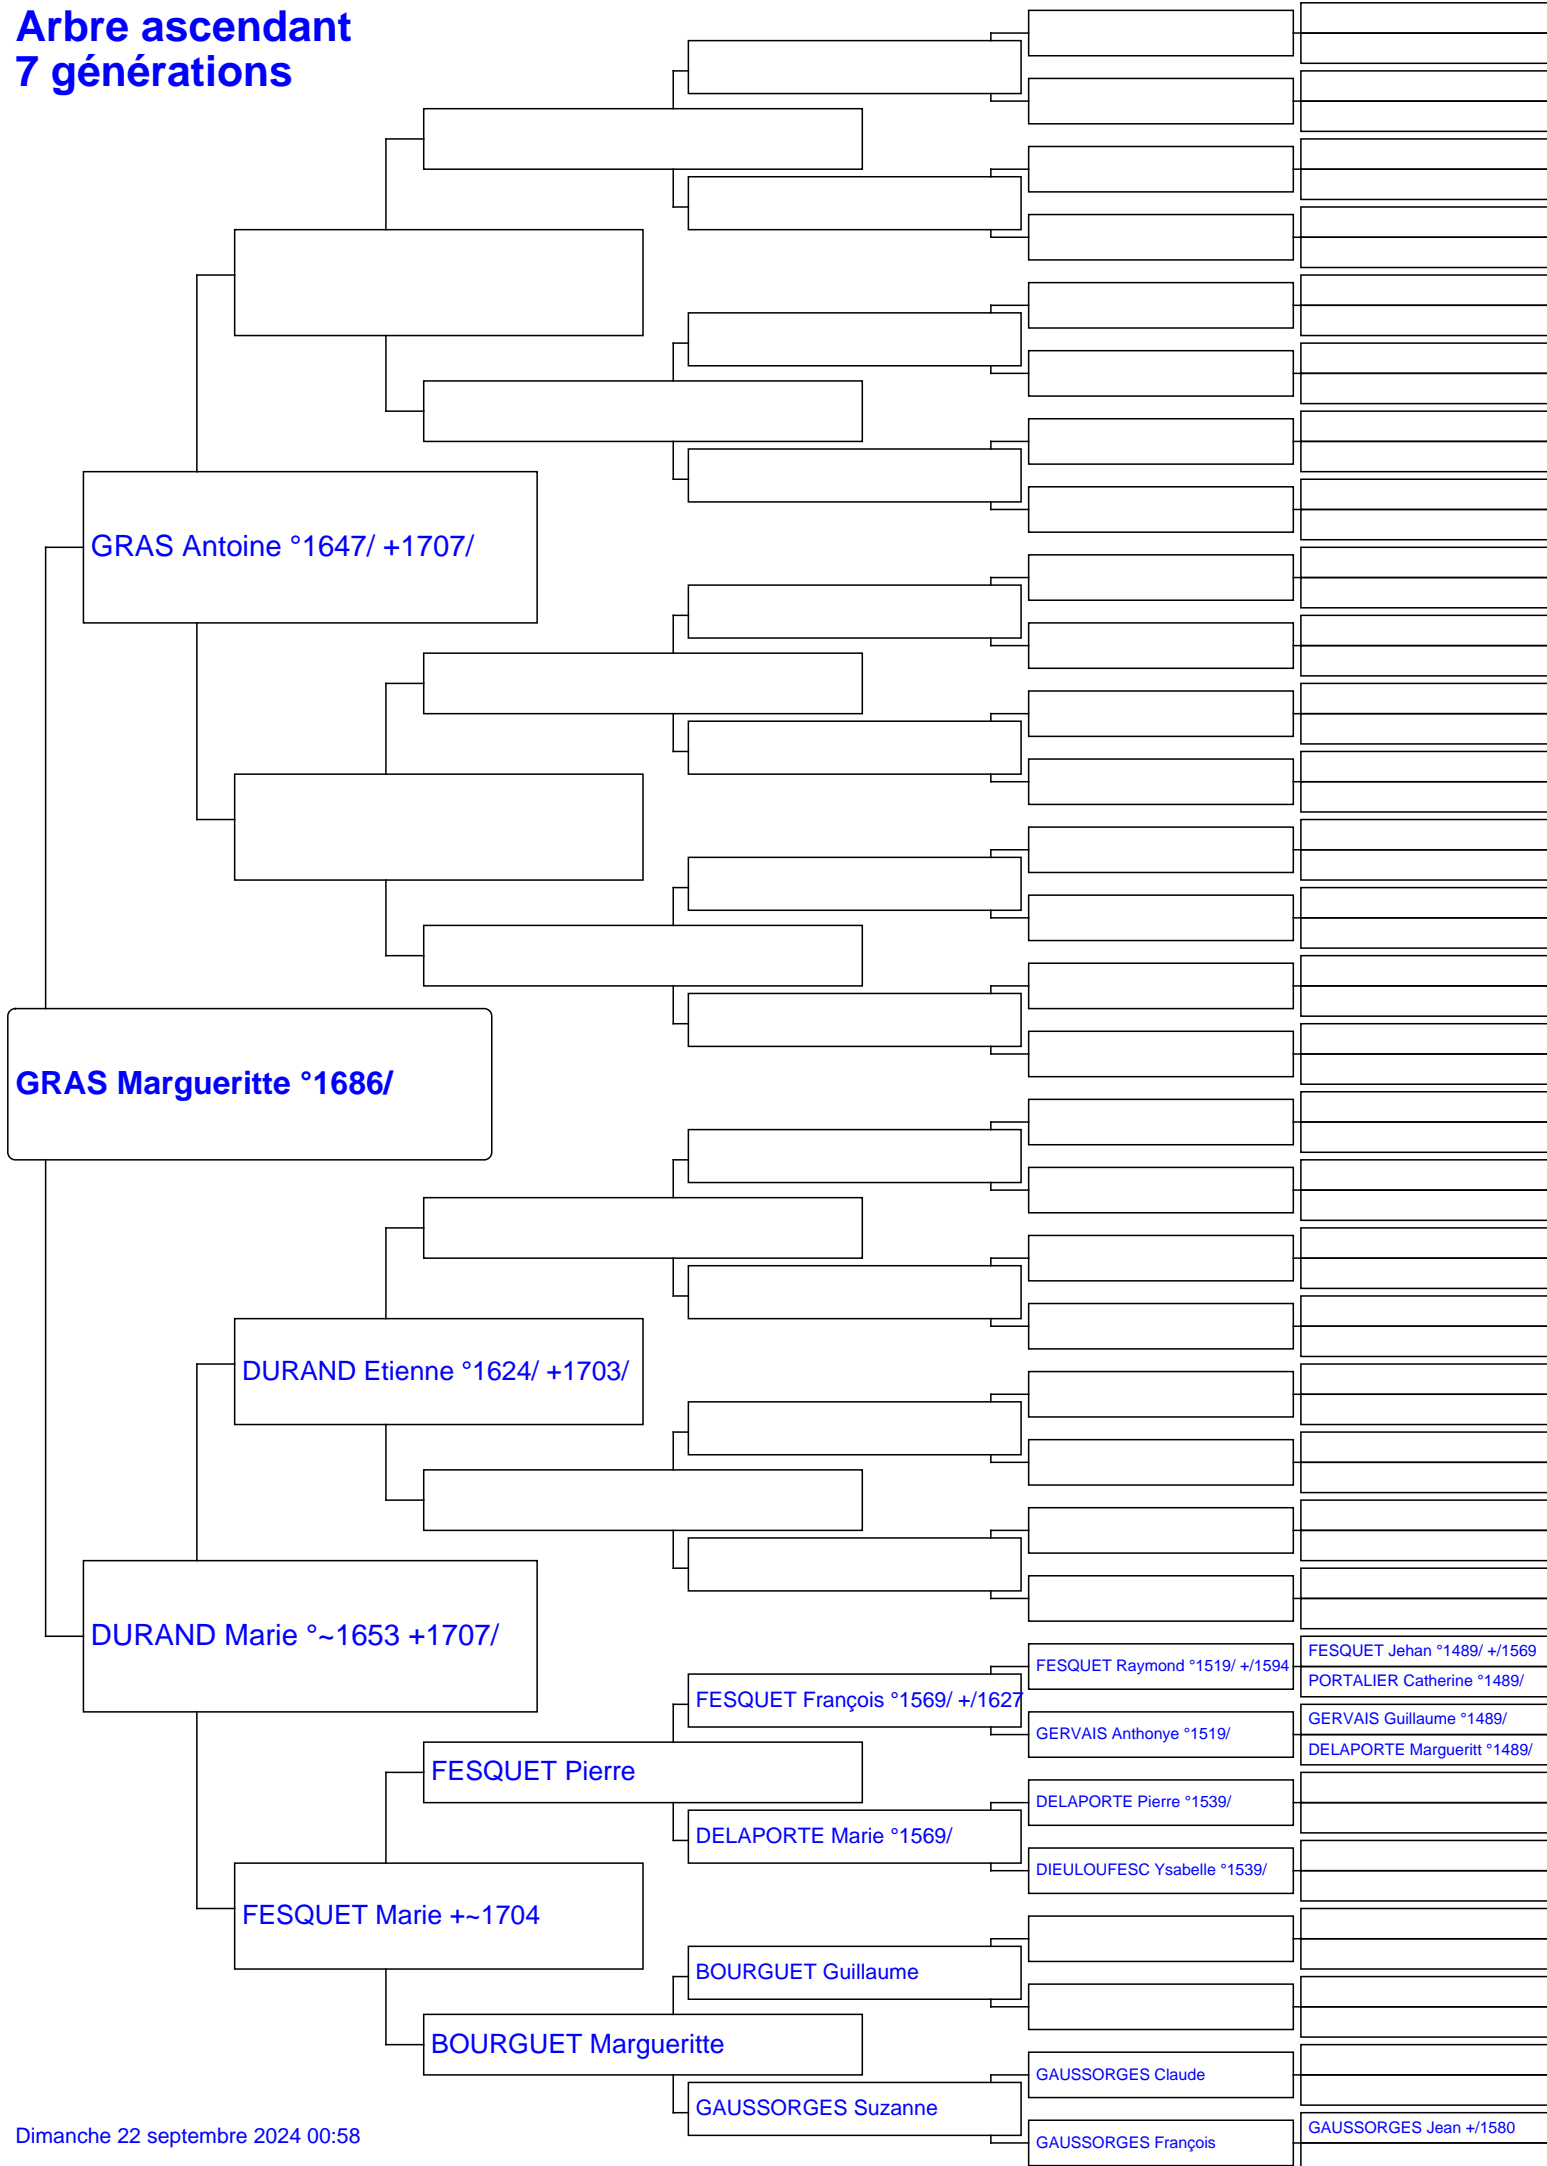 Arbre ascendant
7 générations
GRAS Antoine °1647/ +1707/
GRAS Margueritte °1686/
DURAND Etienne °1624/ +1703/
DURAND Marie °~1653 +1707/
FESQUET Raymond °1519/ +/1594
FESQUET Jehan °1489/ +/1569
PORTALIER Catherine °1489/
FESQUET François °1569/ +/1627
GERVAIS Anthonye °1519/
GERVAIS Guillaume °1489/
DELAPORTE Margueritt °1489/
FESQUET Pierre
DELAPORTE Pierre °1539/
DELAPORTE Marie °1569/
DIEULOUFESC Ysabelle °1539/
FESQUET Marie +~1704
BOURGUET Guillaume
BOURGUET Margueritte
GAUSSORGES Claude
GAUSSORGES Suzanne
GAUSSORGES François
GAUSSORGES Jean +/1580
Dimanche 22 septembre 2024 00:58